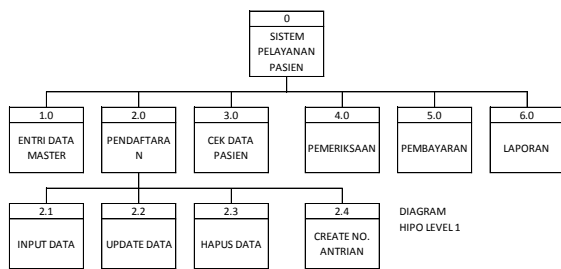 0
SISTEM
PELAYANAN
PASIEN
1.0
ENTRI DATA
MASTER
2.0
PENDAFTARA
N
3.0
CEK DATA
PASIEN
4.0
PEMERIKSAAN
5.0
PEMBAYARAN
6.0
LAPORAN
2.1
INPUT DATA
2.2
UPDATE DATA
2.3
HAPUS DATA
2.4
CREATE NO.
ANTRIAN
DIAGRAM
HIPO LEVEL 1